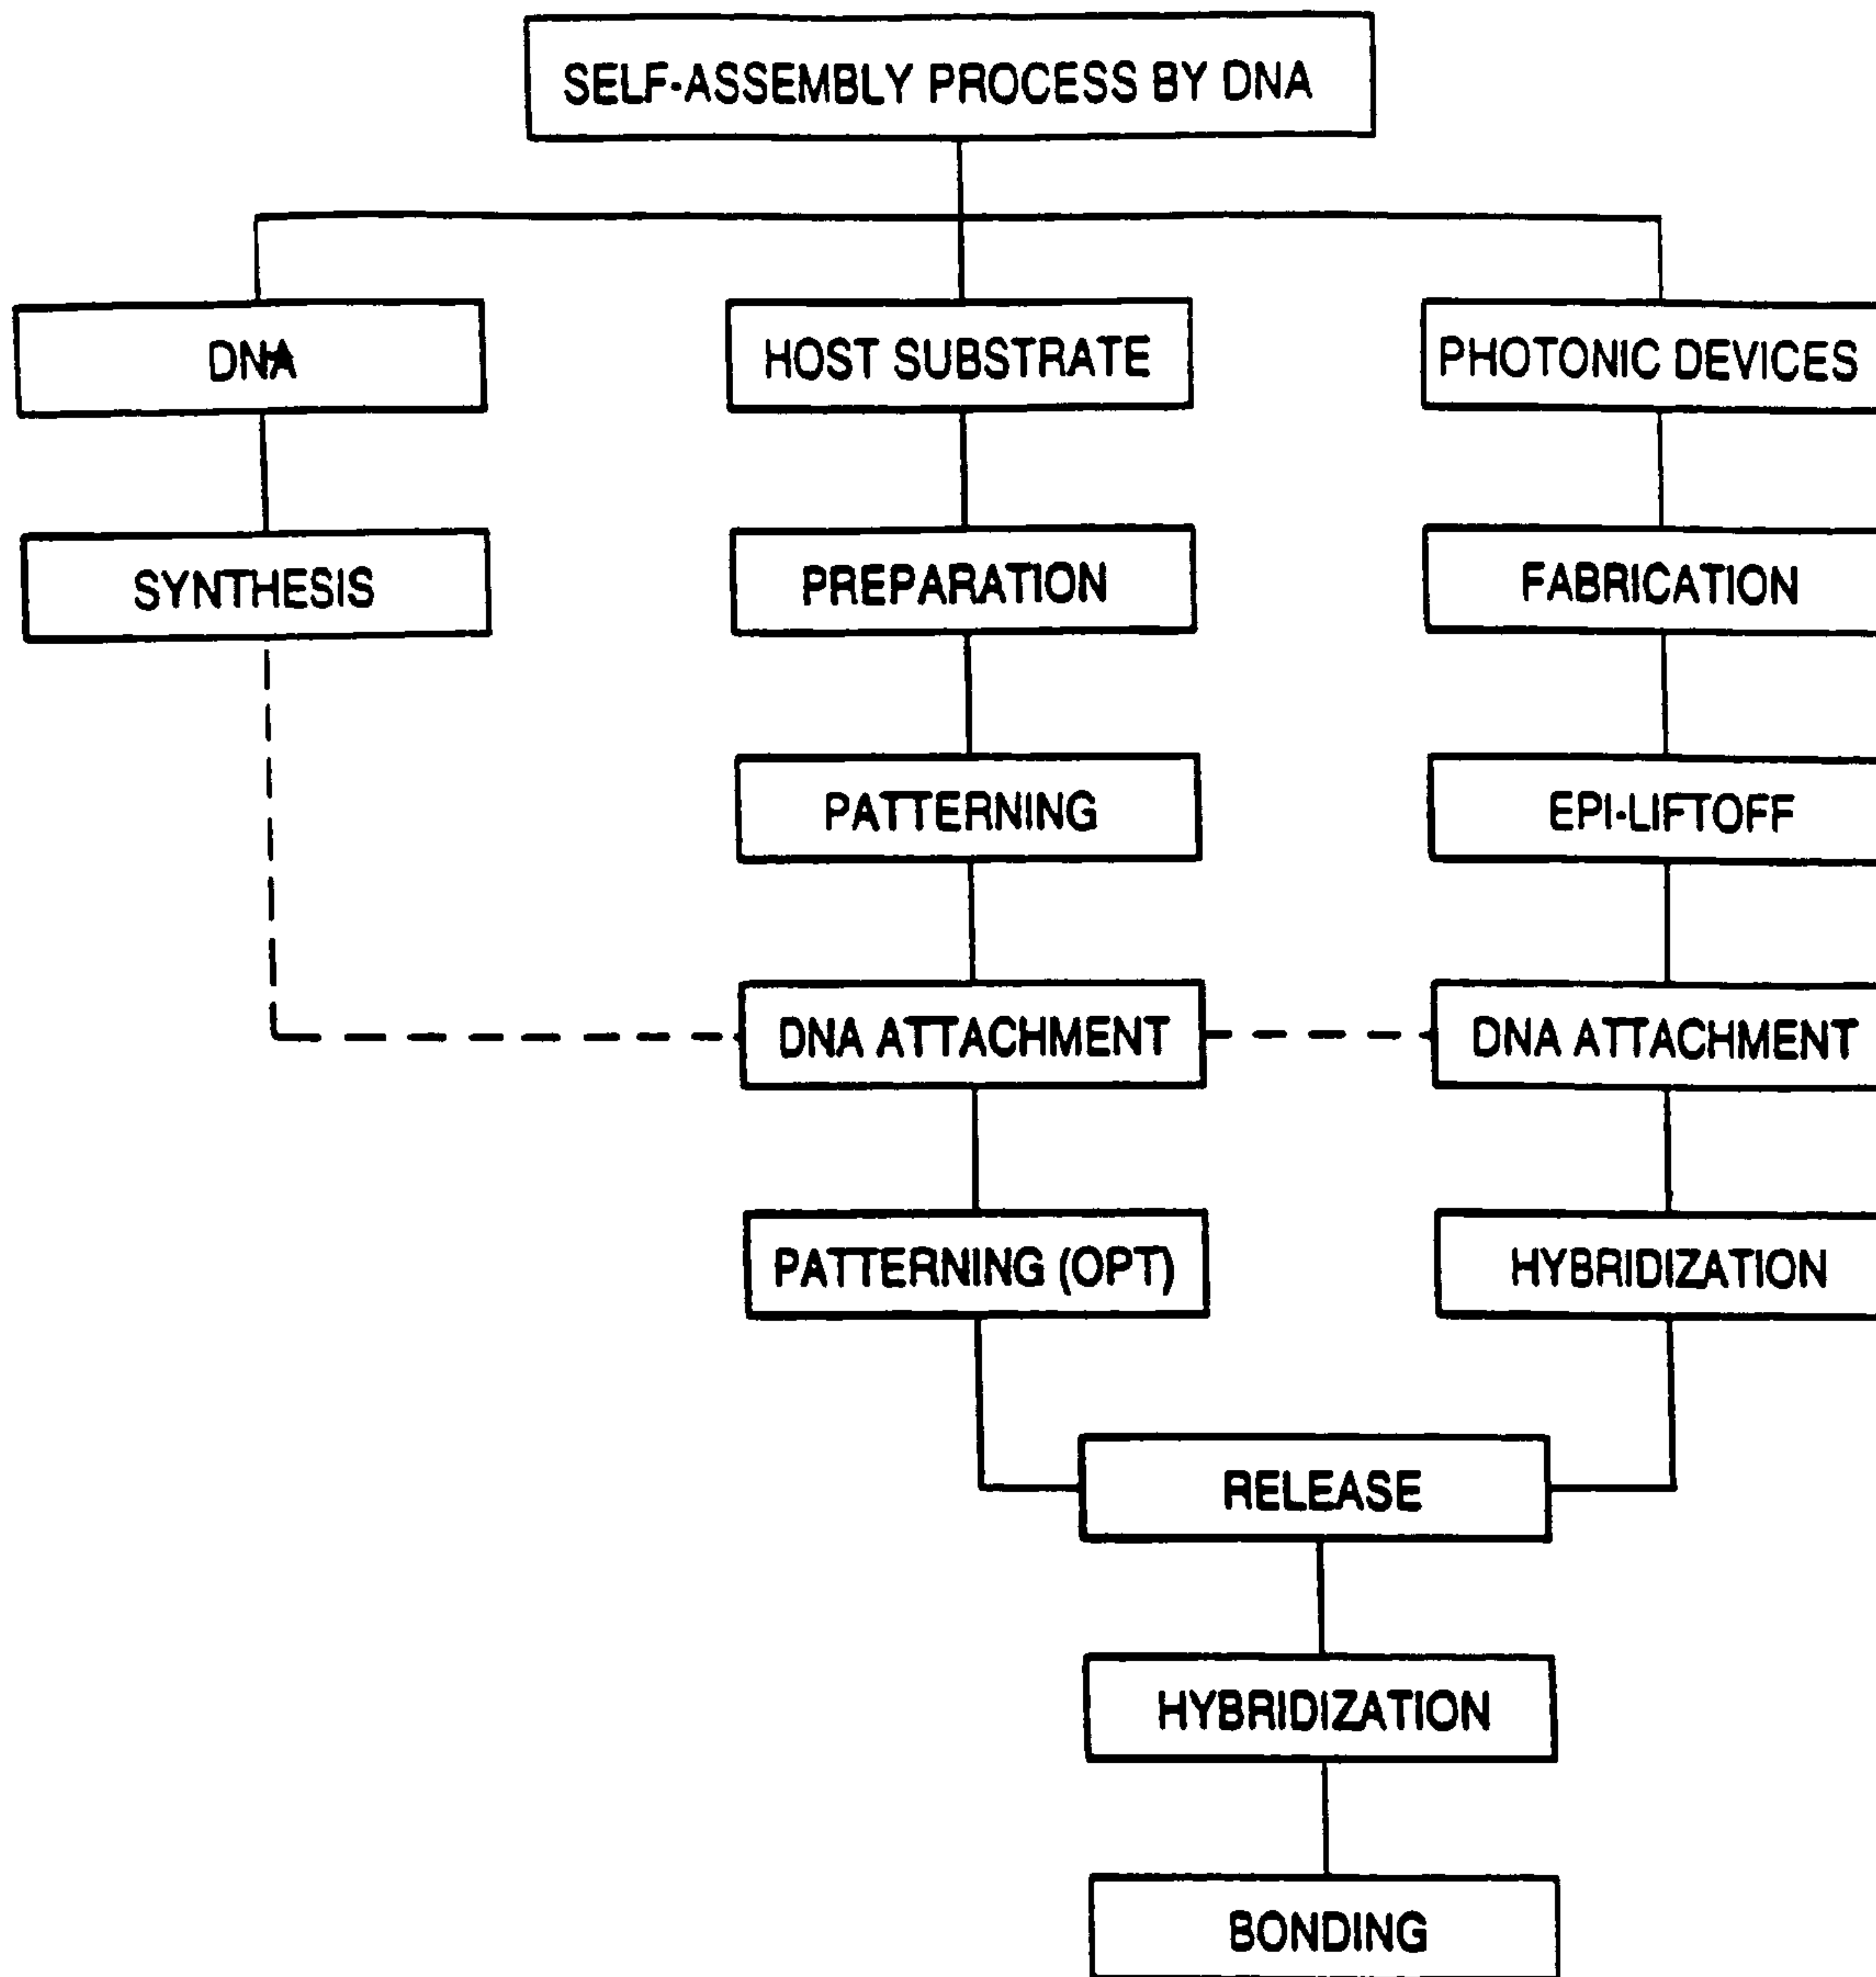 SELF-ASSEMBLY PROCESS BY DNA
DNA
HOST SUBSTRATE
PHOTONIC DEVICES
SYNTHESIS
PREPARATION
FABRICATION
PATTERNING
EPI-LIFTOFF
DNA ATTACHMENT
DNA ATTACHMENT
PATTERNING (OPT)
HYBRIDIZATION
RELEASE
HYBRIDIZATION
BONDING